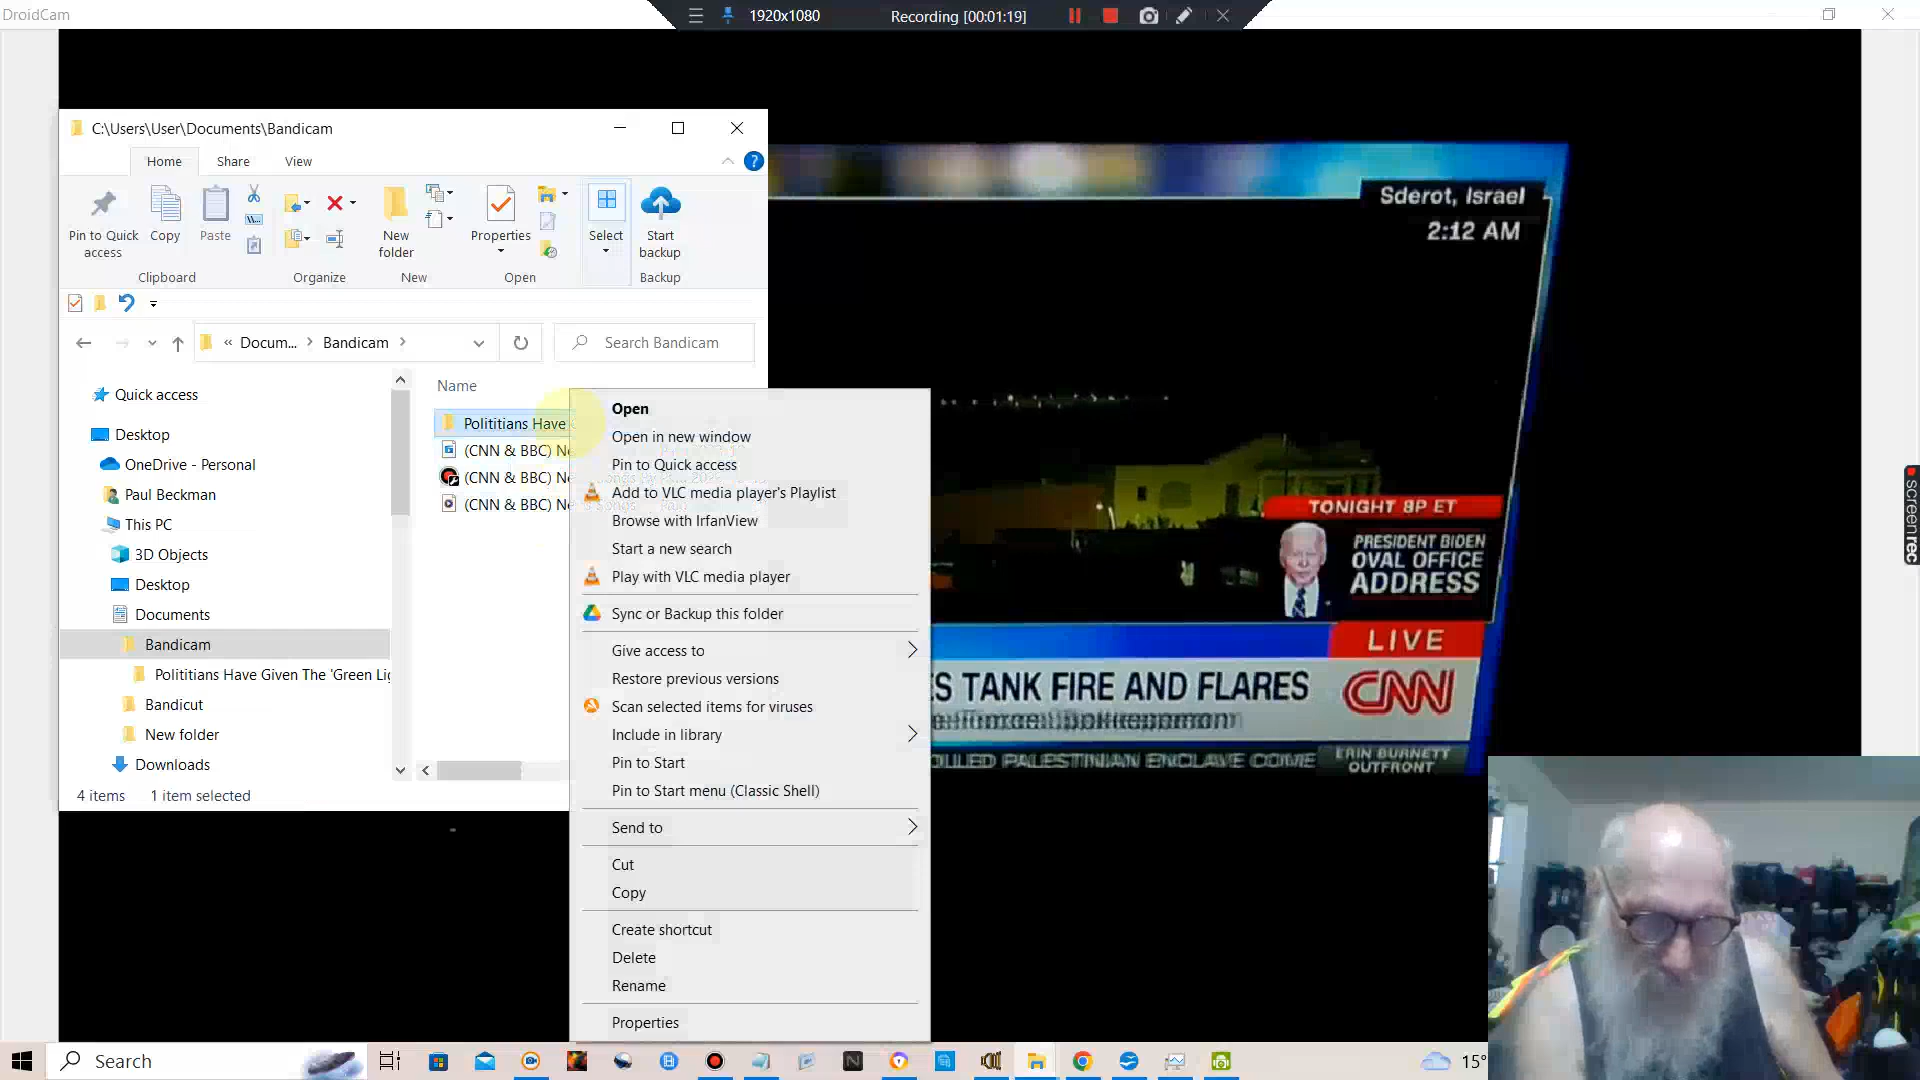 DroidCam
1920x1080
Recording [00:01:19]
C:\Users\User\Documents\Bandicam
Home
Share
View
Pin to Quick access
Copy
Paste
New folder
Properties
Select
Start backup
Clipboard
Organize
New
Open
Backup
« Docum... > Bandicam >
Search Bandicam
Name
Quick access
Desktop
OneDrive - Personal
Paul Beckman
This PC
3D Objects
Desktop
Documents
Bandicam
Polititians Have Given The 'Green Lig
Bandicut
New folder
Downloads
Polititians Have
(CNN & BBC) Ne
(CNN & BBC) Ne
(CNN & BBC) Ne
4 items
1 item selected
Open
Open in new window
Pin to Quick access
Add to VLC media player's Playlist
Browse with IrfanView
Start a new search
Play with VLC media player
Sync or Backup this folder
Give access to
Restore previous versions
Scan selected items for viruses
Include in library
Pin to Start
Pin to Start menu (Classic Shell)
Send to
Cut
Copy
Create shortcut
Delete
Rename
Properties
Sderot, Israel
2:12 AM
TONIGHT 8P ET
PRESIDENT BIDEN
OVAL OFFICE
ADDRESS
LIVE
S TANK FIRE AND FLARES
CNN
PALESTINIAN ENCLAVE COME
ERIN BURNETT
OUTFRONT
screenrec
Search
15°